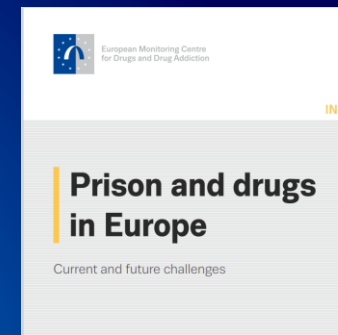 European Monitoring Centre
for Drugs and Drug Addiction
IN
Prison and drugs
in Europe
Current and future challenges